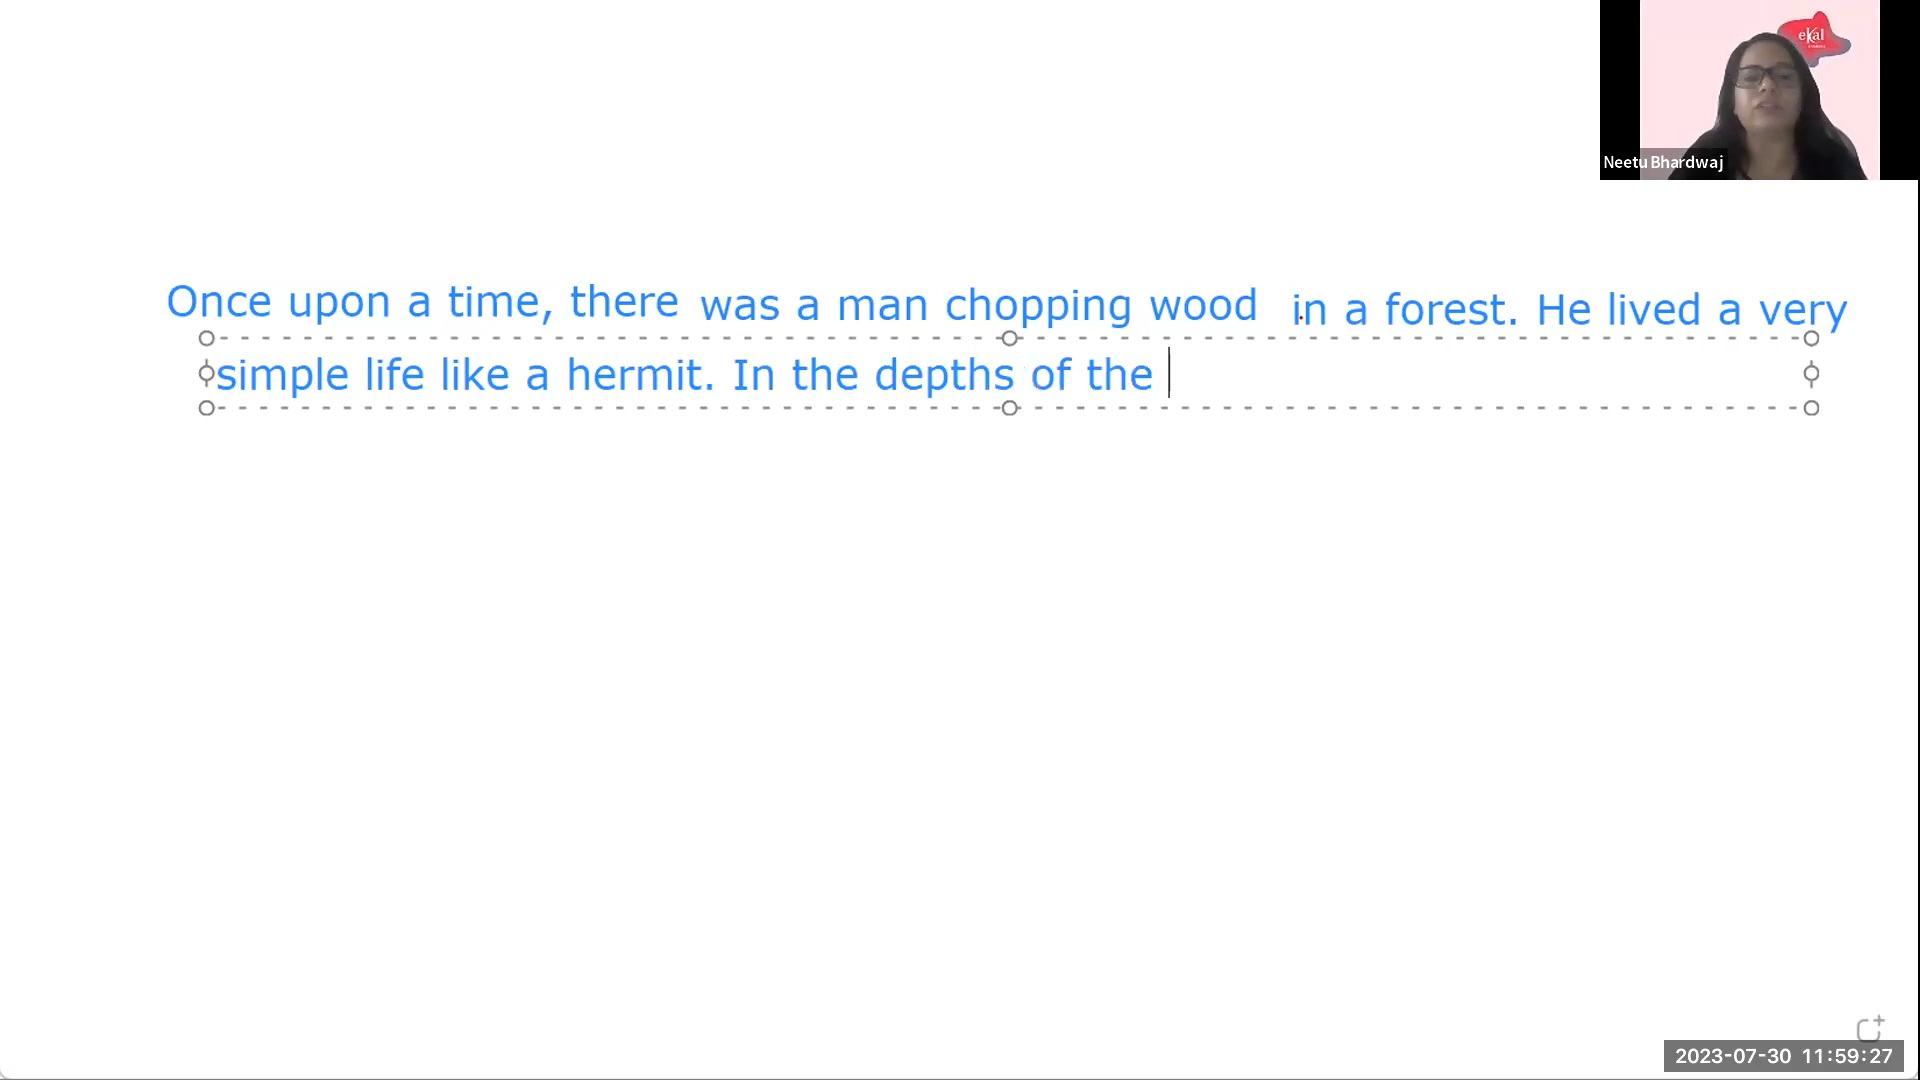 eKal
Neetu Bhardwaj
Once upon a time, there was a man chopping wood in a forest. He lived a very
simple life like a hermit. In the depths of the
2023-07-30 11:59:27